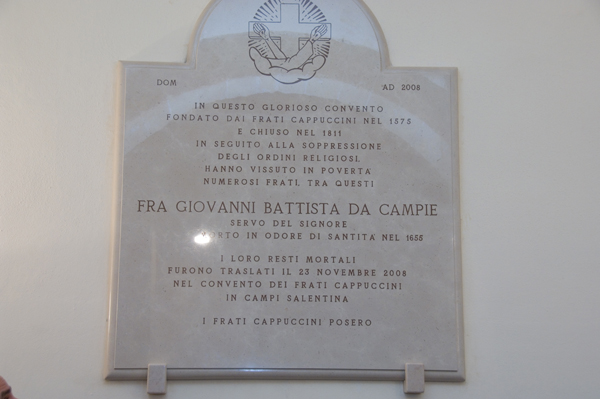 DOM AD 2008
IN QUESTO GLORIOSO CONVENTO
FONDATO DAI FRATI CAPPUCCINI NEL 1575
E CHIUSO NEL 1811
IN SEGUITO ALLA SOPPRESSIONE
DEGLI ORDINI RELIGIOSI,
HANNO VISSUTO IN POVERTA'
NUMEROSI FRATI, TRA QUESTI
FRA GIOVANNI BATTISTA DA CAMPIE
SERVO DEL SIGNORE
MORTO IN ODORE DI SANTITA' NEL 1655
I LORO RESTI MORTALI
FURONO TRASLATI IL 23 NOVEMBRE 2008
NEL CONVENTO DEI FRATI CAPPUCCINI
IN CAMPI SALENTINA
I FRATI CAPPUCCINI POSERO